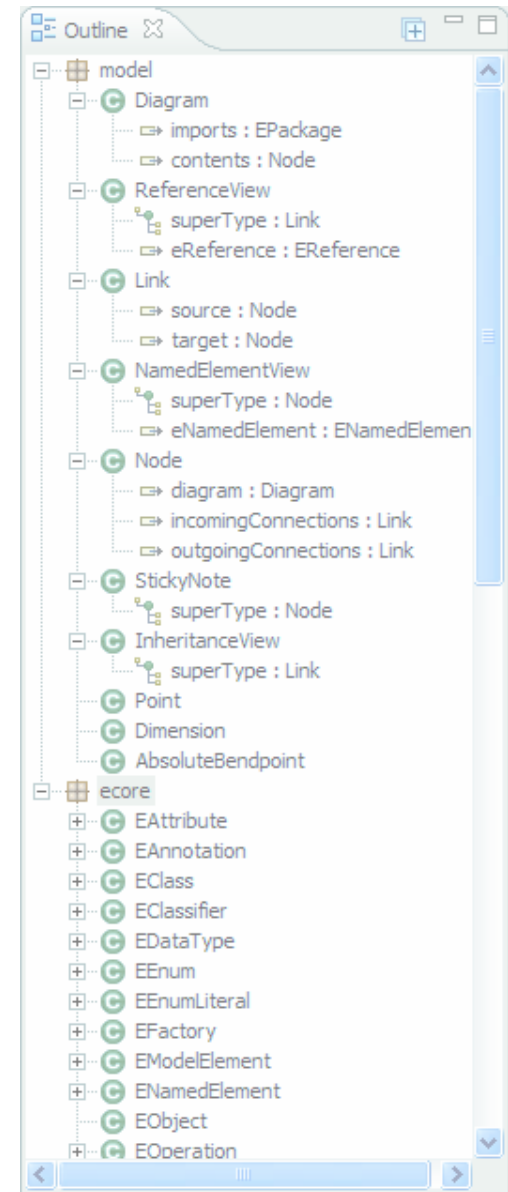 Outline
model
Diagram
imports : EPackage
contents : Node
ReferenceView
superType : Link
eReference : EReference
Link
source : Node
target : Node
NamedElementView
superType : Node
eNamedElement : ENamedElemen
Node
diagram : Diagram
incomingConnections : Link
outgoingConnections : Link
StickyNote
superType : Node
InheritanceView
superType : Link
Point
Dimension
AbsoluteBendpoint
ecore
EAttribute
EAnnotation
EClass
EClassifier
EDataType
EEnum
EEnumLiteral
EFactory
EModelElement
ENamedElement
EObject
EOperation